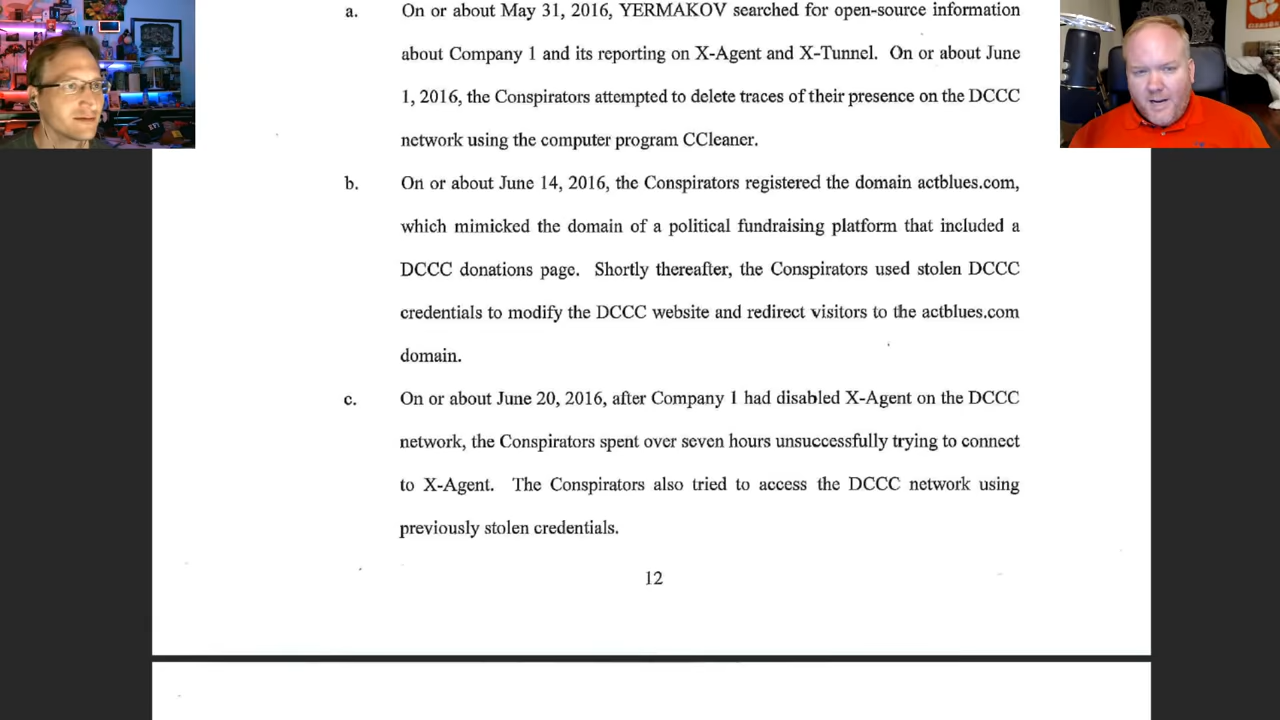 a. On or about May 31, 2016, YERMAKOV searched for open-source information
about Company 1 and its reporting on X-Agent and X-Tunnel. On or about June
1, 2016, the Conspirators attempted to delete traces of their presence on the DCCC
network using the computer program CCleaner.
b. On or about June 14, 2016, the Conspirators registered the domain actblues.com,
which mimicked the domain of a political fundraising platform that included a
DCCC donations page. Shortly thereafter, the Conspirators used stolen DCCC
credentials to modify the DCCC website and redirect visitors to the actblues.com
domain.
c. On or about June 20, 2016, after Company 1 had disabled X-Agent on the DCCC
network, the Conspirators spent over seven hours unsuccessfully trying to connect
to X-Agent. The Conspirators also tried to access the DCCC network using
previously stolen credentials.
12